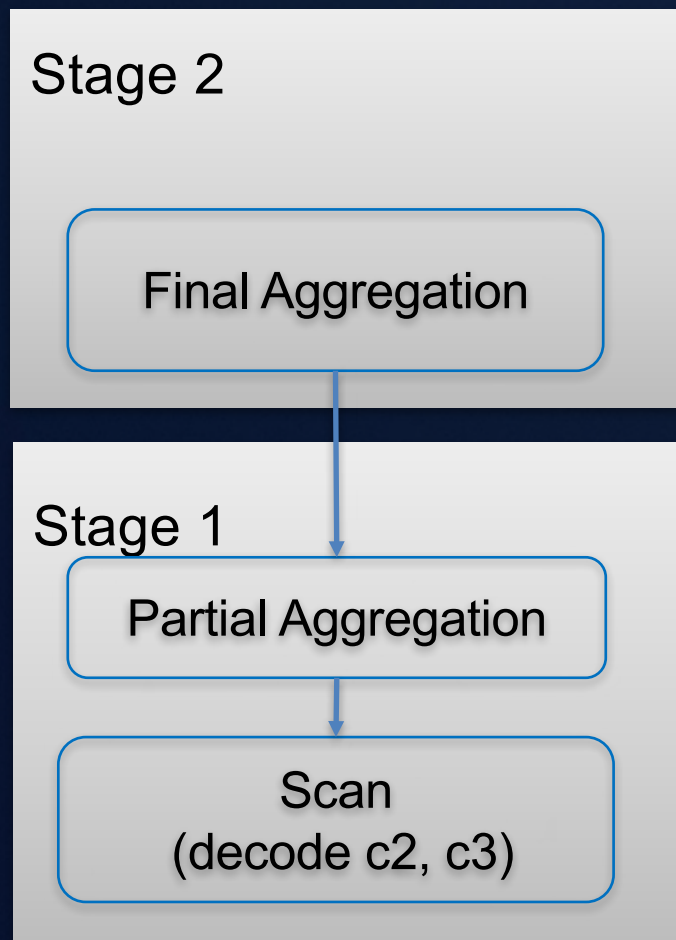 Stage 2
Final Aggregation
Stage 1
Partial Aggregation
Scan
(decode c2, c3)